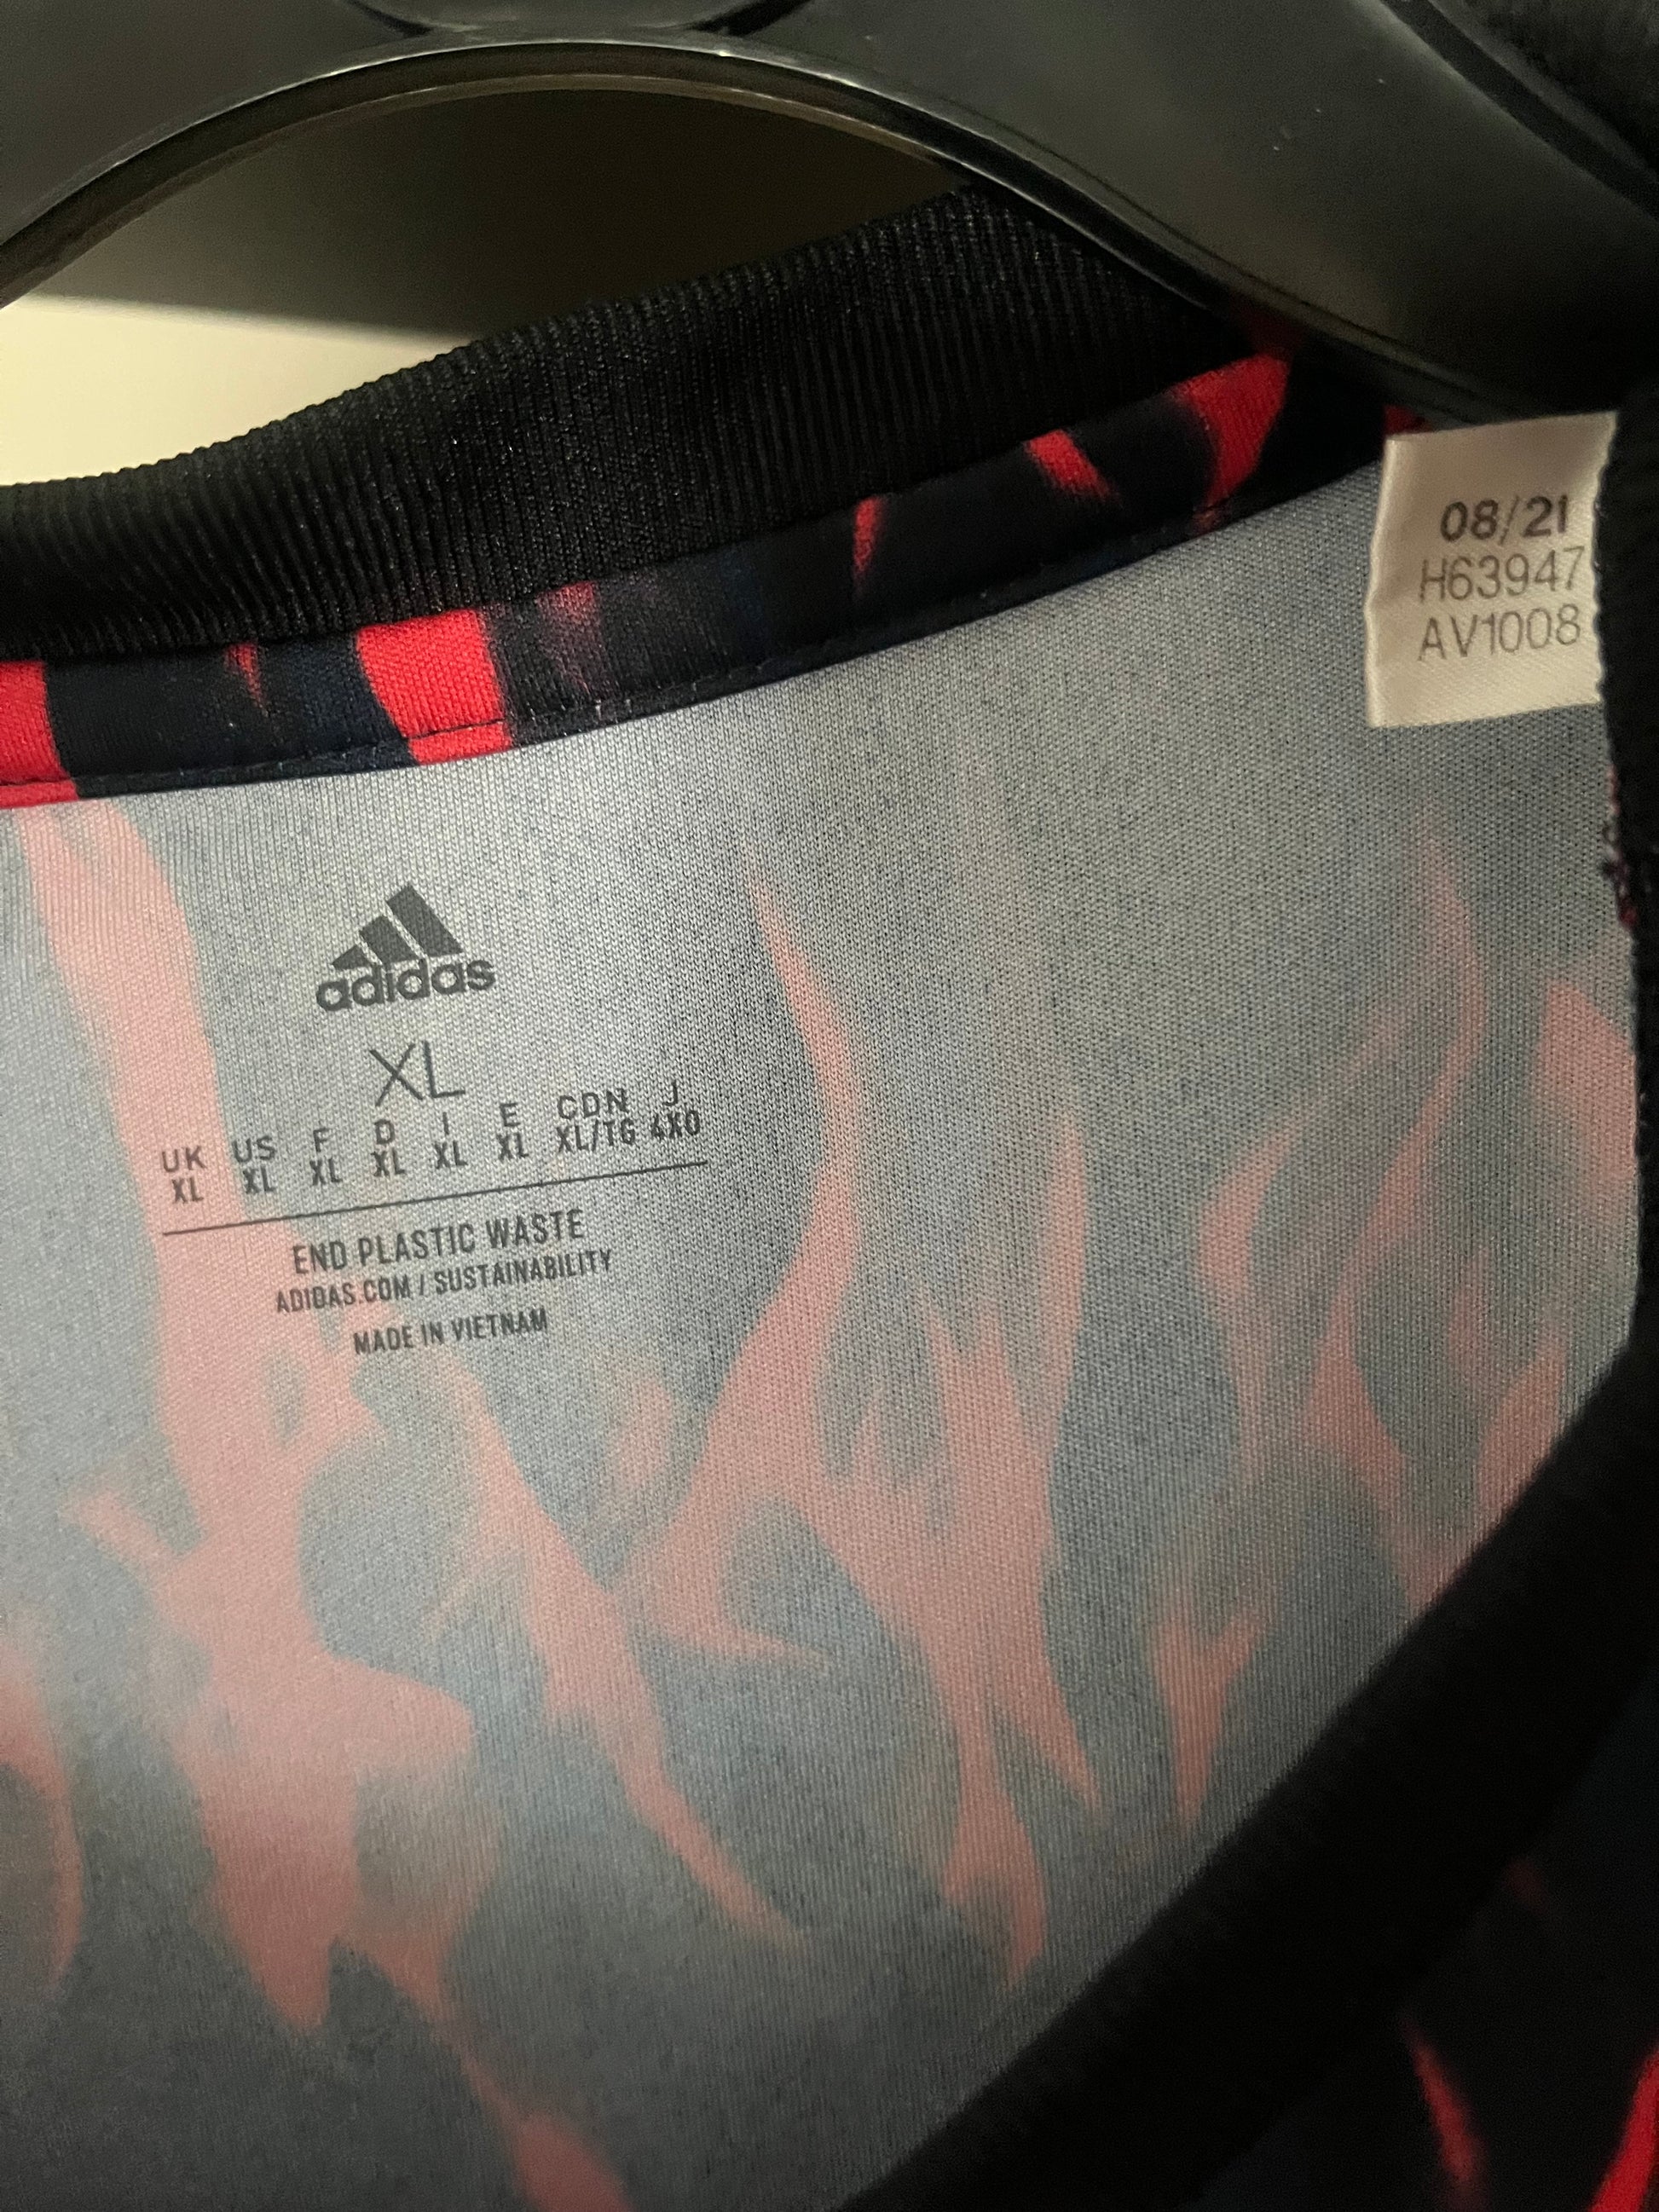 08/21
H63947
AV1008
adidas
XL
UK US F D I E CDN J
XL XL XL XL XL XL XL/TG 4XO
END PLASTIC WASTE
ADIDAS.COM / SUSTAINABILITY
MADE IN VIETNAM